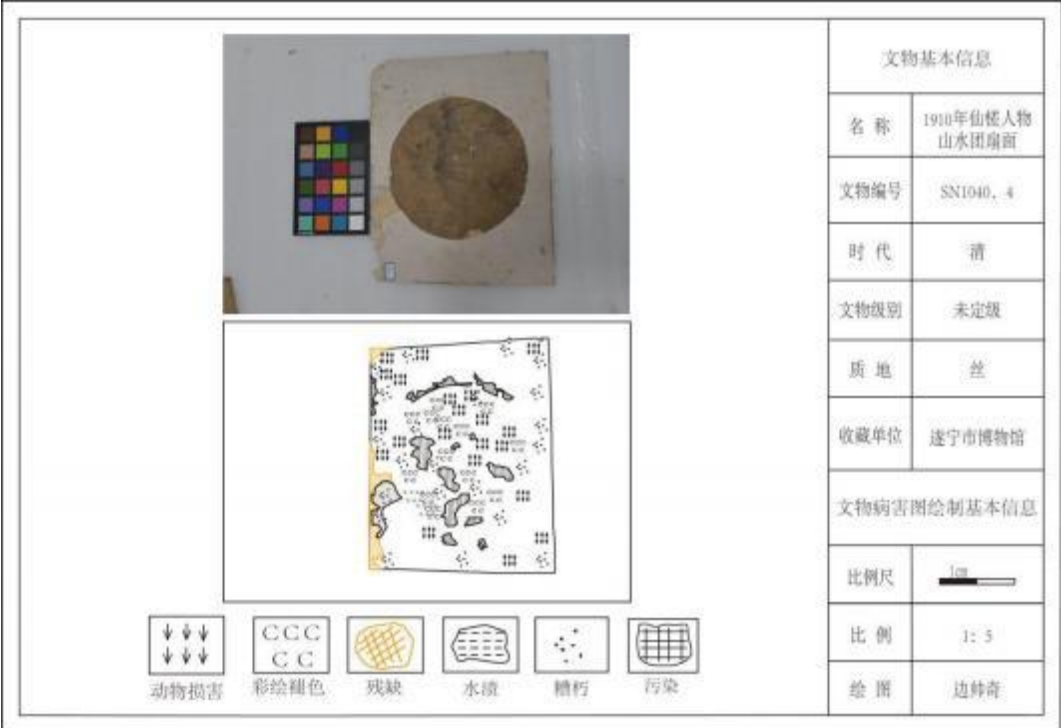 文物基本信息
名 称
1910年仙槎人物
山水团扇面
文物编号
SN1040、4
时 代
清
文物级别
未定级
质 地
丝
收藏单位
遂宁市博物馆
文物病害图绘制基本信息
比例尺
1cm
比 例
1: 5
绘 图
边帅奇
动物损害
彩绘褪色
残缺
水渍
糟朽
污染